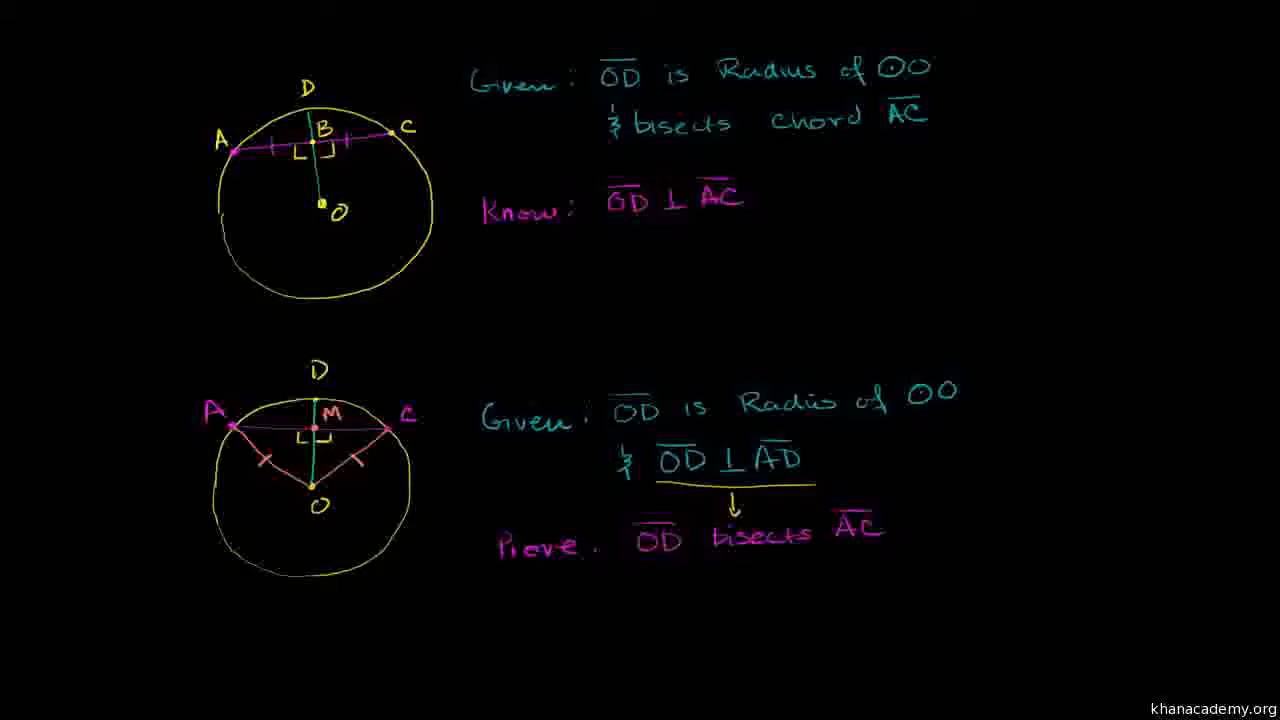 D
A
B
C
O
Given: OD is Radius of ⊙O
& bisects chord AC
Know: OD ⊥ AC
D
A
M
C
O
Given: OD is Radius of ⊙O
& OD ⊥ AD
Prove. OD bisects AC
khanacademy.org